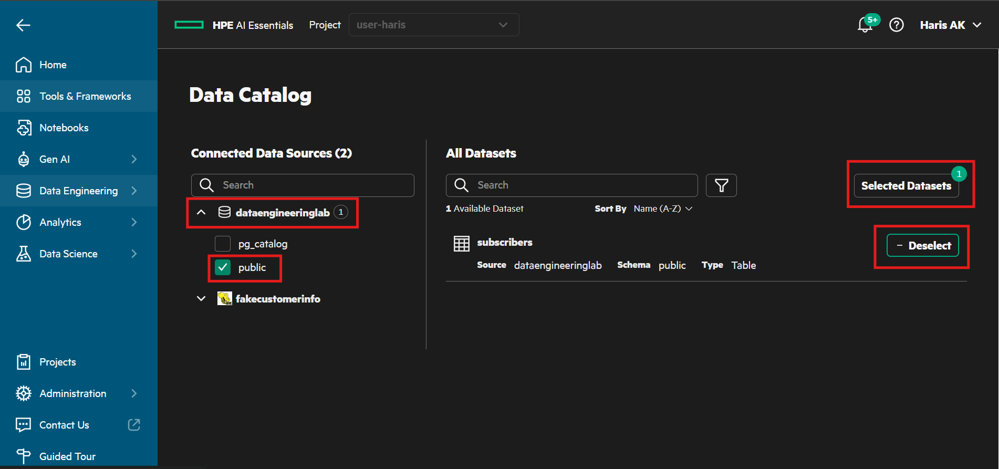 HPE AI Essentials
Project
user-haris
5+
Haris AK
Home
Tools & Frameworks
Notebooks
Gen AI
Data Engineering
Analytics
Data Science
Projects
Administration
Contact Us
Guided Tour
Data Catalog
Connected Data Sources (2)
Search
dataengineeringlab 1
pg_catalog
public
fakecustomerinfo
All Datasets
Search
Selected Datasets 1
1 Available Dataset
Sort By Name (A-Z)
subscribers
Source dataengineeringlab Schema public Type Table
− Deselect